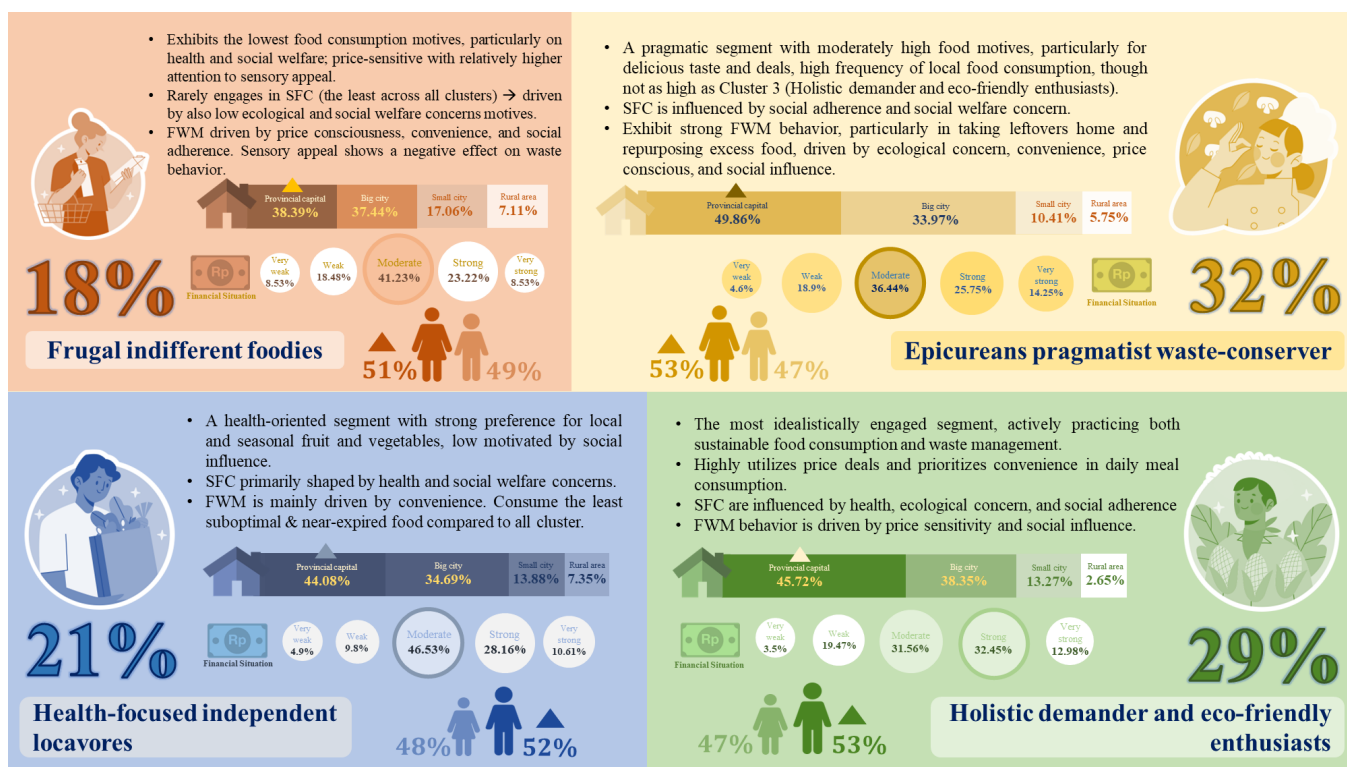 • Exhibits the lowest food consumption motives, particularly on
health and social welfare; price-sensitive with relatively higher
attention to sensory appeal.
• Rarely engages in SFC (the least across all clusters) → driven
by also low ecological and social welfare concerns motives.
• FWM driven by price consciousness, convenience, and social
adherence. Sensory appeal shows a negative effect on waste
behavior.
Provincial capital
38.39%
Big city
37.44%
Small city
17.06%
Rural area
7.11%
Rp
Financial Situation
Very
weak
8.53%
Weak
18.48%
Moderate
41.23%
Strong
23.22%
Very
strong
8.53%
18%
Frugal indifferent foodies
51%
49%
• A pragmatic segment with moderately high food motives, particularly for
delicious taste and deals, high frequency of local food consumption, though
not as high as Cluster 3 (Holistic demander and eco-friendly enthusiasts).
• SFC is influenced by social adherence and social welfare concern.
• Exhibit strong FWM behavior, particularly in taking leftovers home and
repurposing excess food, driven by ecological concern, convenience, price
conscious, and social influence.
Provincial capital
49.86%
Big city
33.97%
Small city
10.41%
Rural area
5.75%
Very
weak
4.6%
Weak
18.9%
Moderate
36.44%
Strong
25.75%
Very
strong
14.25%
Rp
Financial Situation
32%
Epicureans pragmatist waste-conserver
53%
47%
• A health-oriented segment with strong preference for local
and seasonal fruit and vegetables, low motivated by social
influence.
• SFC primarily shaped by health and social welfare concerns.
• FWM is mainly driven by convenience. Consume the least
suboptimal & near-expired food compared to all cluster.
Provincial capital
44.08%
Big city
34.69%
Small city
13.88%
Rural area
7.35%
Rp
Financial Situation
Very
weak
4.9%
Weak
9.8%
Moderate
46.53%
Strong
28.16%
Very
strong
10.61%
21%
Health-focused independent
locavores
48%
52%
• The most idealistically engaged segment, actively practicing both
sustainable food consumption and waste management.
• Highly utilizes price deals and prioritizes convenience in daily meal
consumption.
• SFC are influenced by health, ecological concern, and social adherence
• FWM behavior is driven by price sensitivity and social influence.
Provincial capital
45.72%
Big city
38.35%
Small city
13.27%
Rural area
2.65%
Rp
Financial Situation
Very
weak
3.5%
Weak
19.47%
Moderate
31.56%
Strong
32.45%
Very
strong
12.98%
29%
Holistic demander and eco-friendly
enthusiasts
47%
53%